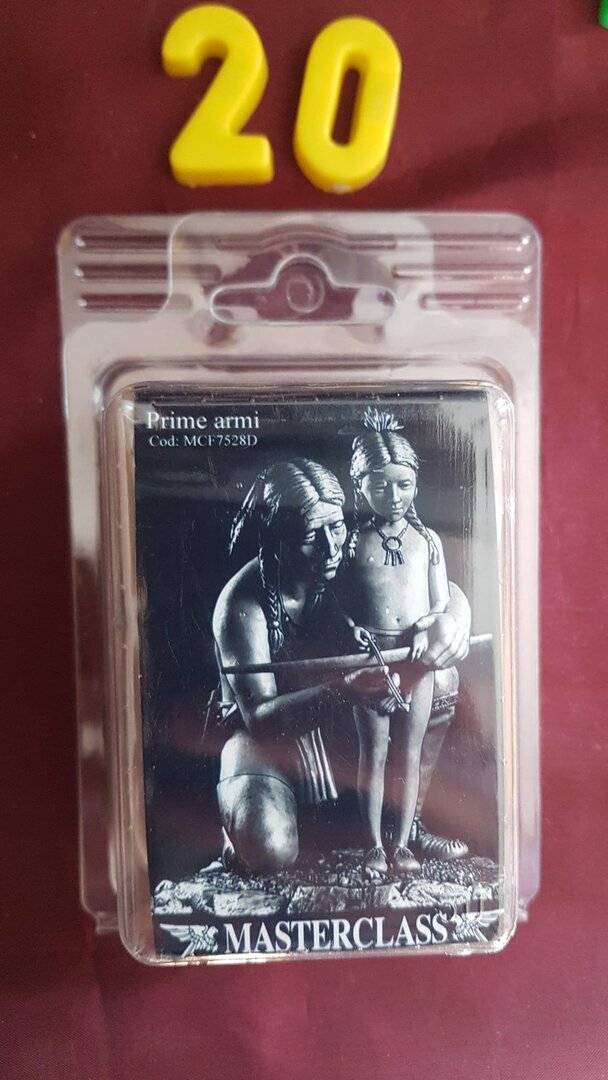 20
Prime armi
Cod: MCF7528D
MASTERCLASS